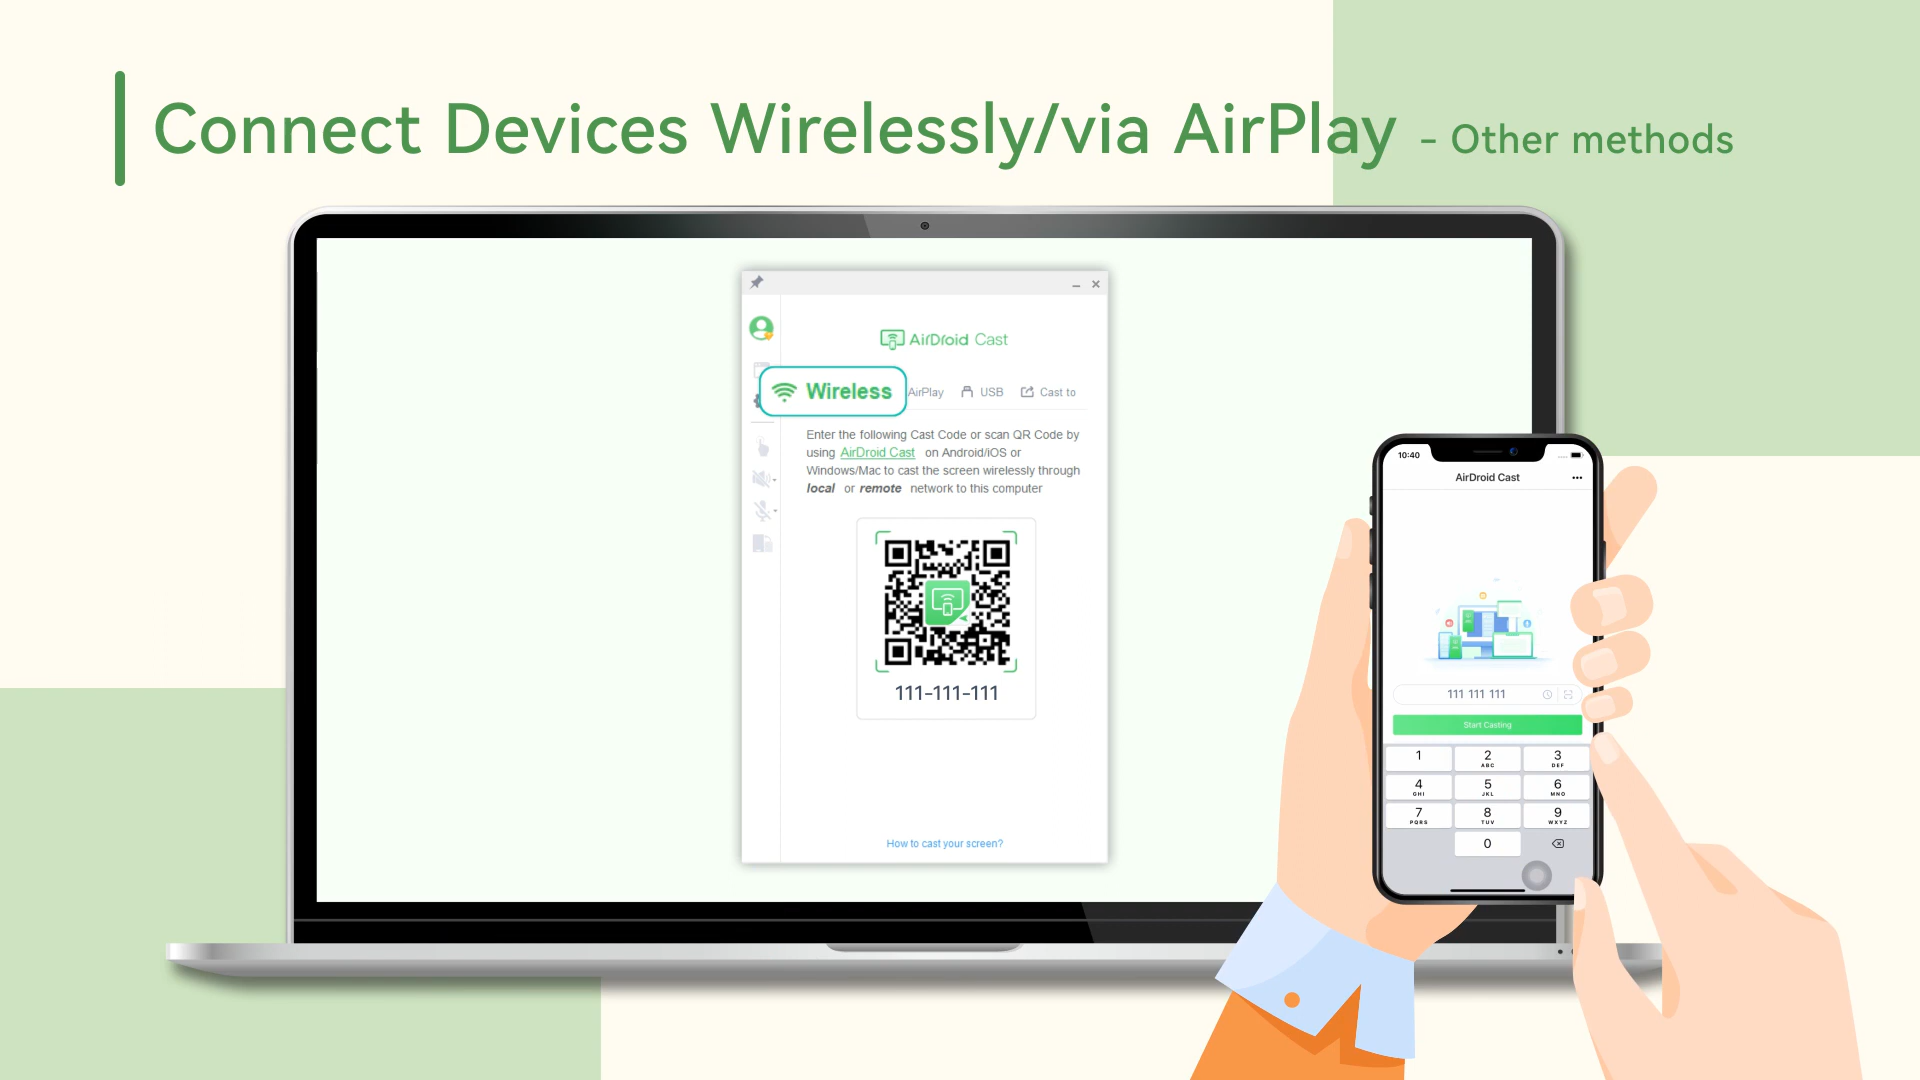 Connect Devices Wirelessly/via AirPlay - Other methods
AirDroid Cast
Wireless AirPlay USB Cast to
Enter the following Cast Code or scan QR Code by
using AirDroid Cast on Android/iOS or
Windows/Mac to cast the screen wirelessly through
local or remote network to this computer
111-111-111
How to cast your screen?
10:40
AirDroid Cast
111 111 111
Start Casting
1 2 3
ABC DEF
4 5 6
GHI JKL MNO
7 8 9
PQRS TUV WXYZ
0